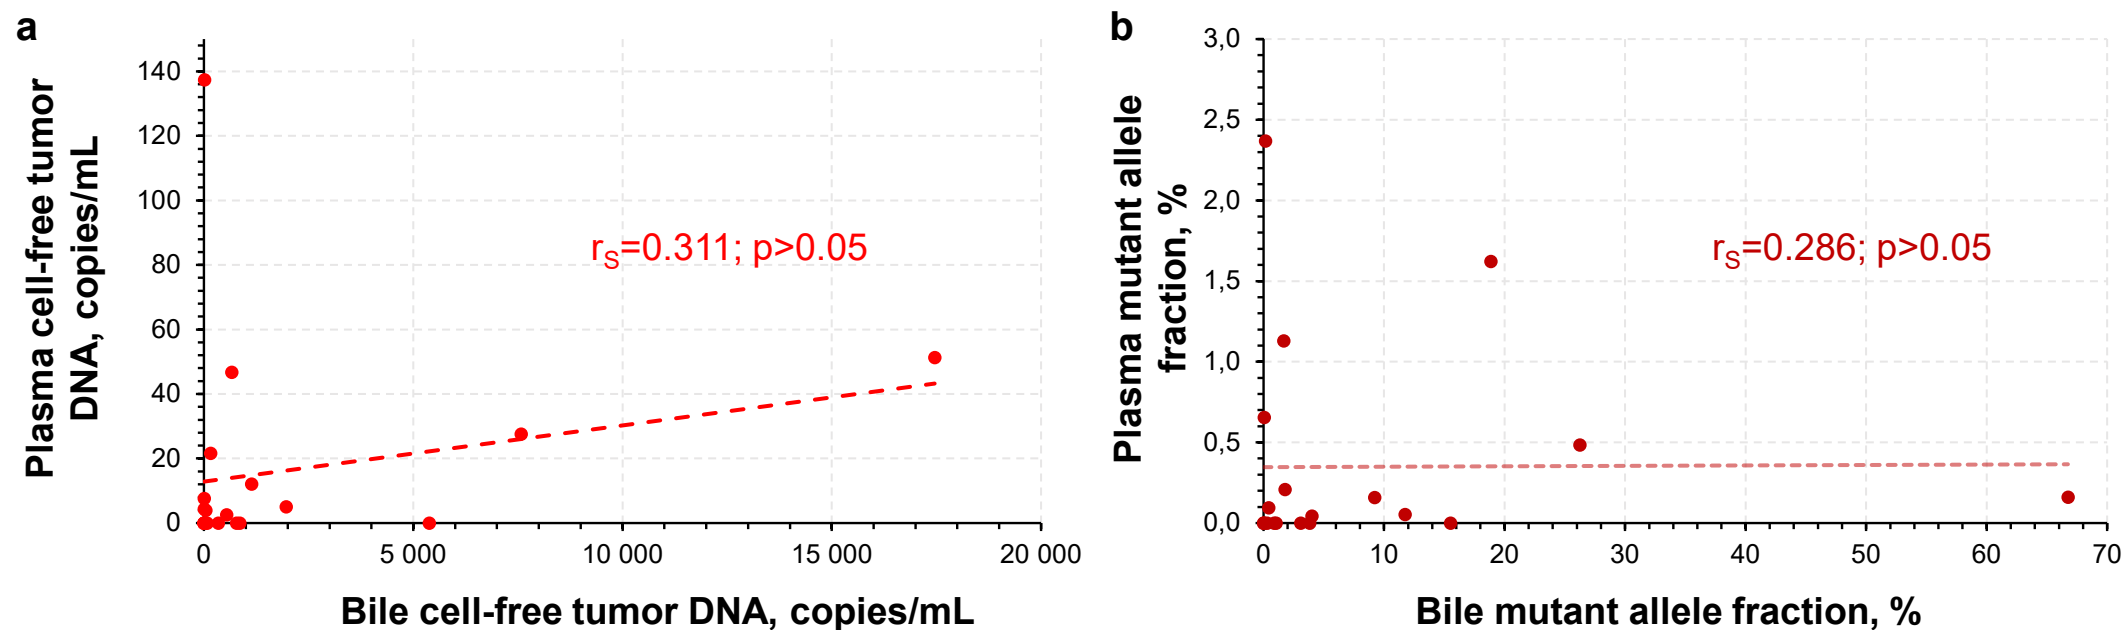 a
Plasma cell-free tumor
DNA, copies/mL
140
120
100
80
60
40
20
0
rS=0.311; p>0.05
0
5 000
10 000
15 000
20 000
Bile cell-free tumor DNA, copies/mL
b
Plasma mutant allele
fraction, %
3,0
2,5
2,0
1,5
1,0
0,5
0,0
rS=0.286; p>0.05
0
10
20
30
40
50
60
70
Bile mutant allele fraction, %